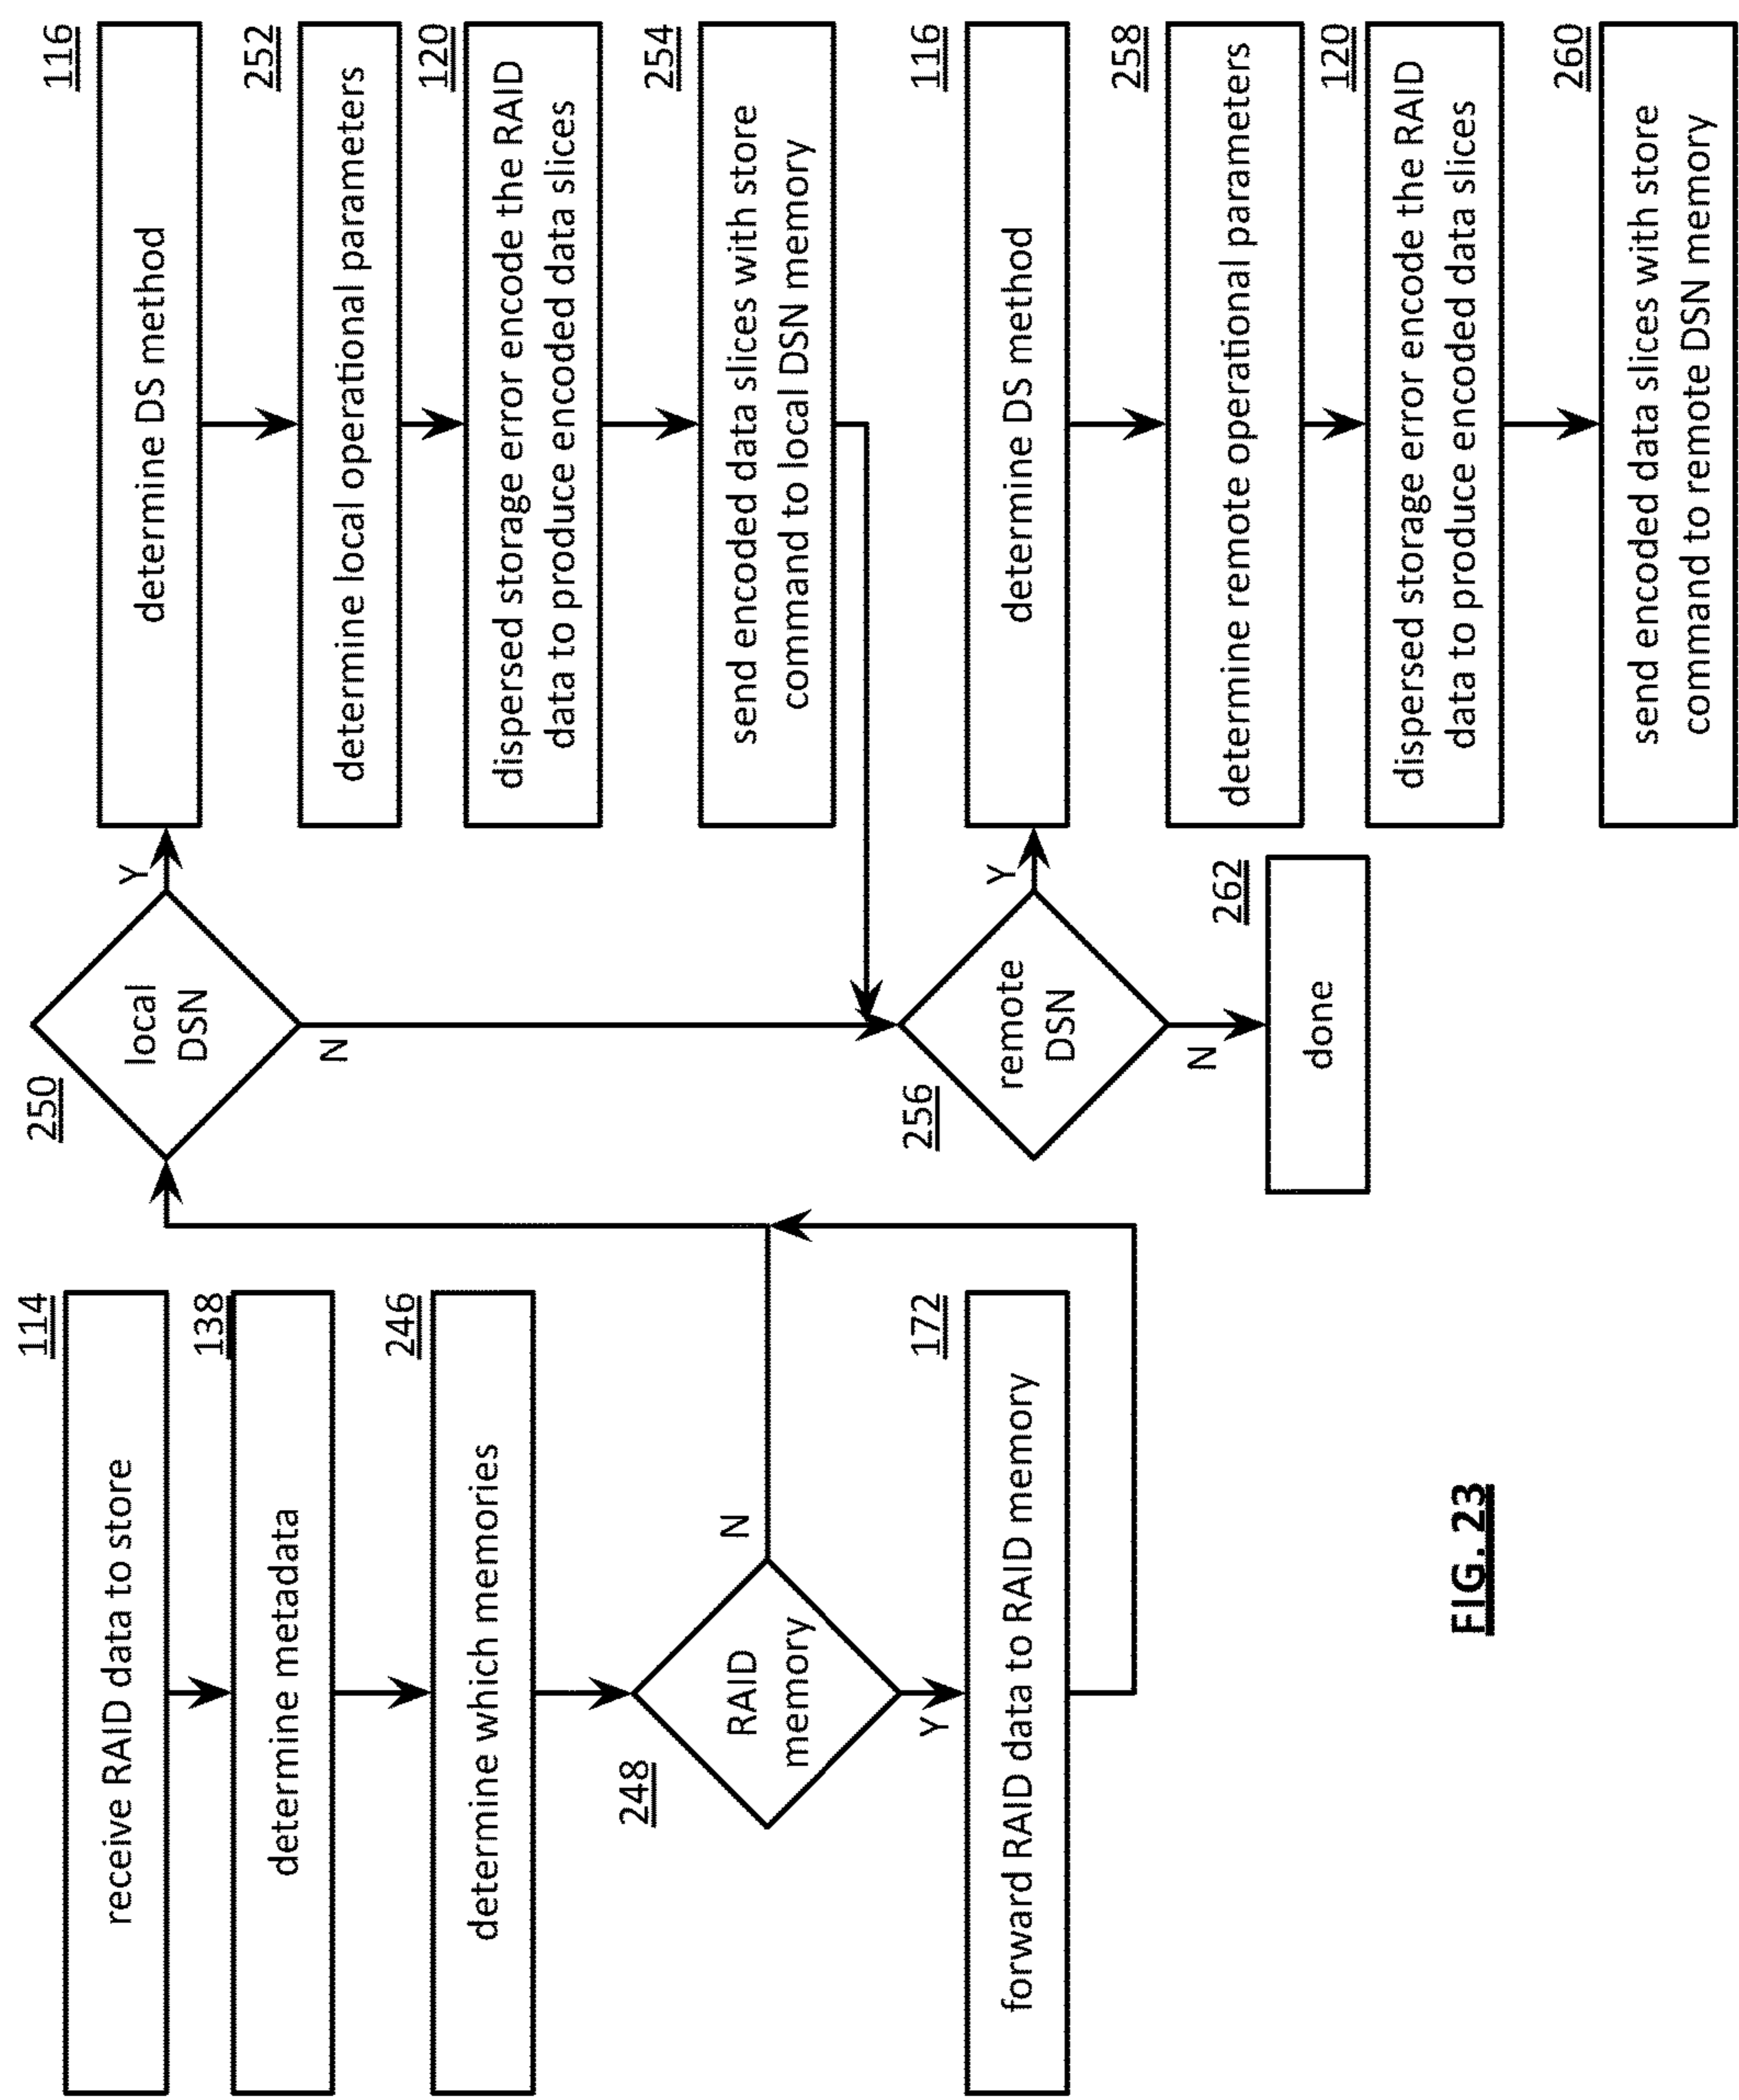 114
receive RAID data to store
138
determine metadata
246
determine which memories
248
RAID
memory
N
Y
172
forward RAID data to RAID memory
250
local
DSN
Y
N
116
determine DS method
252
determine local operational parameters
120
dispersed storage error encode the RAID
data to produce encoded data slices
254
send encoded data slices with store
command to local DSN memory
256
remote
DSN
Y
N
262
done
116
determine DS method
258
determine remote operational parameters
120
dispersed storage error encode the RAID
data to produce encoded data slices
260
send encoded data slices with store
command to remote DSN memory
FIG. 23